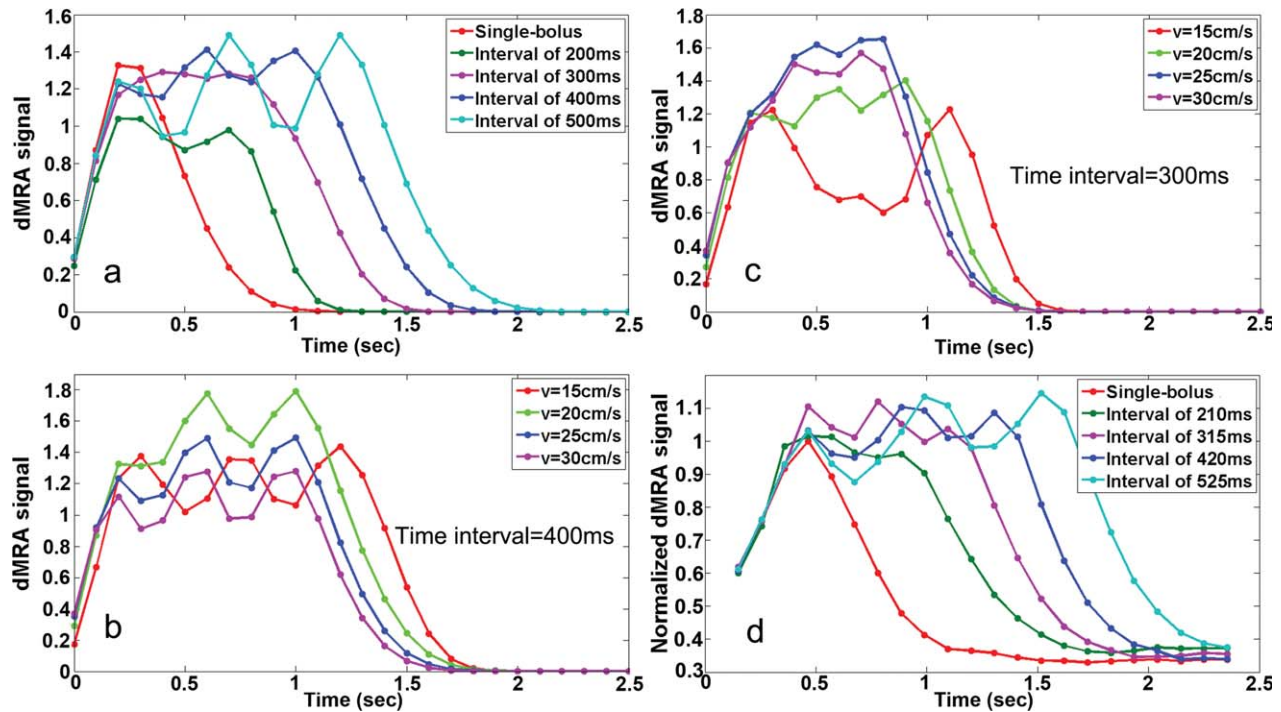 a
1.6
1.4
1.2
1
0.8
0.6
0.4
0.2
0
dMRA signal
Single-bolus
Interval of 200ms
Interval of 300ms
Interval of 400ms
Interval of 500ms
0 0.5 1 1.5 2 2.5
Time (sec)
c
1.8
1.6
1.4
1.2
1
0.8
0.6
0.4
0.2
0
dMRA signal
v=15cm/s
v=20cm/s
v=25cm/s
v=30cm/s
Time interval=300ms
0 0.5 1 1.5 2 2.5
Time (sec)
b
1.8
1.6
1.4
1.2
1
0.8
0.6
0.4
0.2
0
dMRA signal
v=15cm/s
v=20cm/s
v=25cm/s
v=30cm/s
Time interval=400ms
0 0.5 1 1.5 2 2.5
Time (sec)
d
1.1
1
0.9
0.8
0.7
0.6
0.5
0.4
0.3
Normalized dMRA signal
Single-bolus
Interval of 210ms
Interval of 315ms
Interval of 420ms
Interval of 525ms
0 0.5 1 1.5 2 2.5
Time (sec)